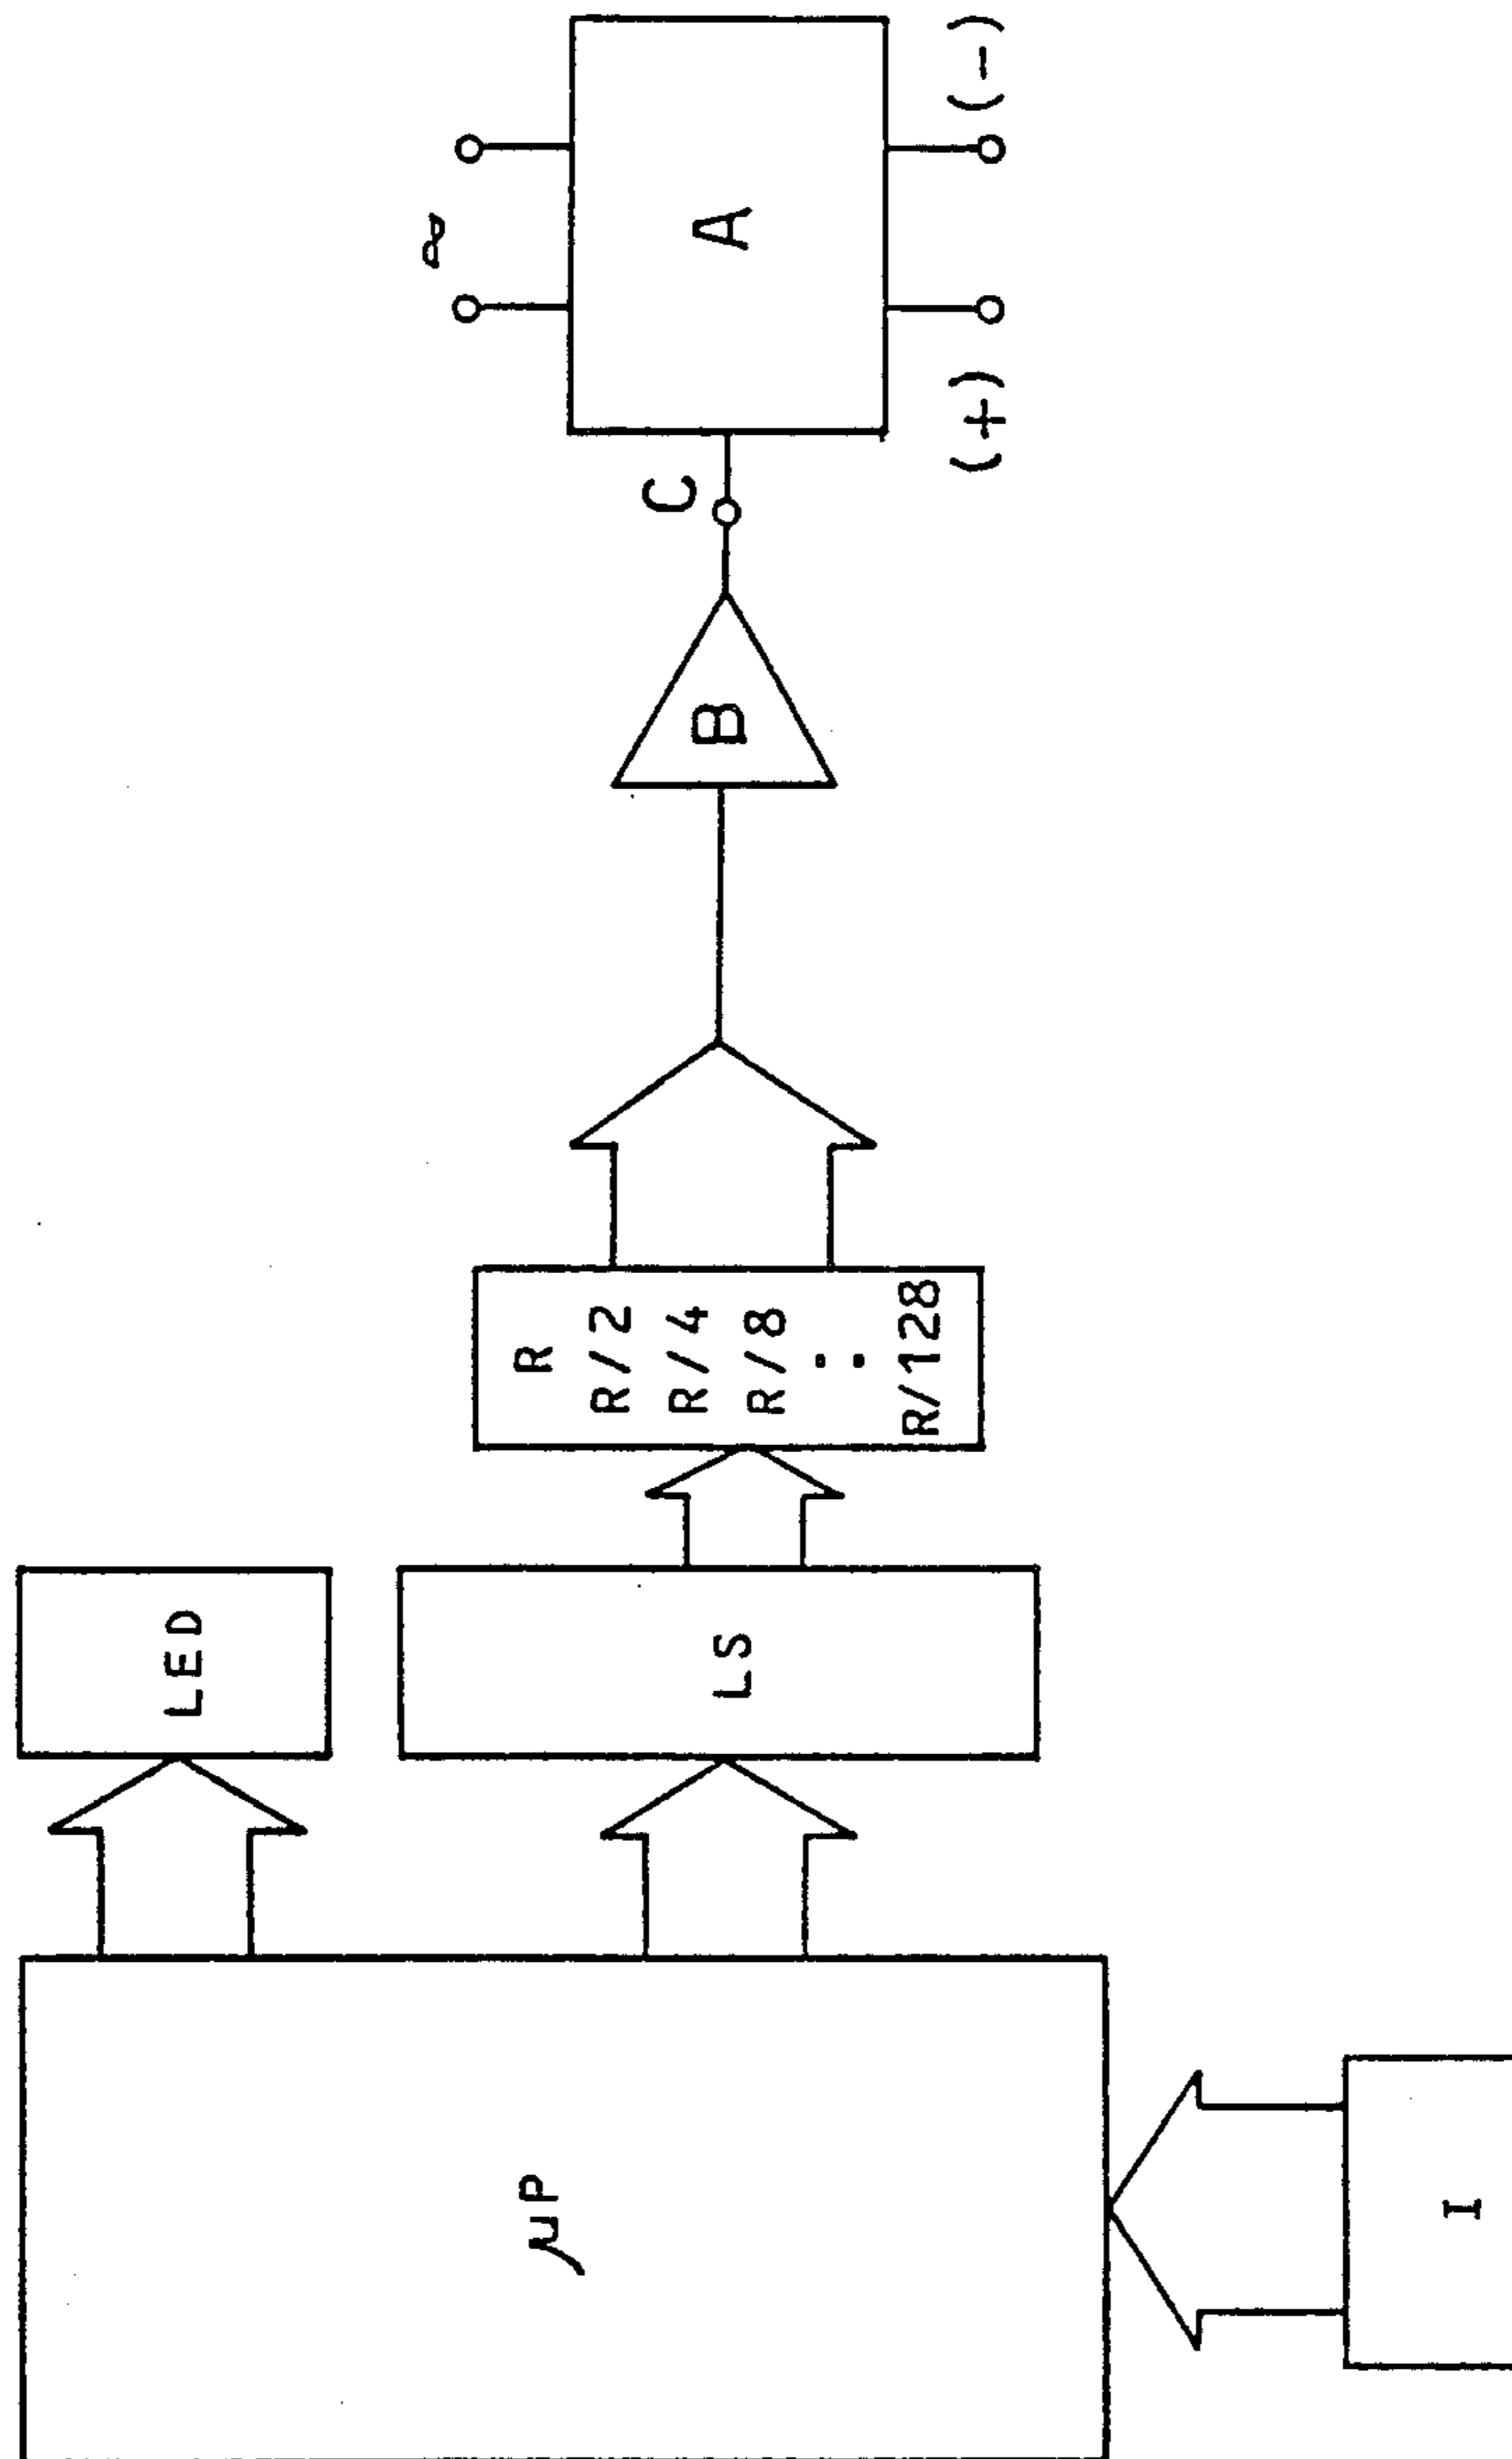 μP
I
LED
LS
R
R/2
R/4
R/8
:
R/128
B
C
A
~
(+)
(-)